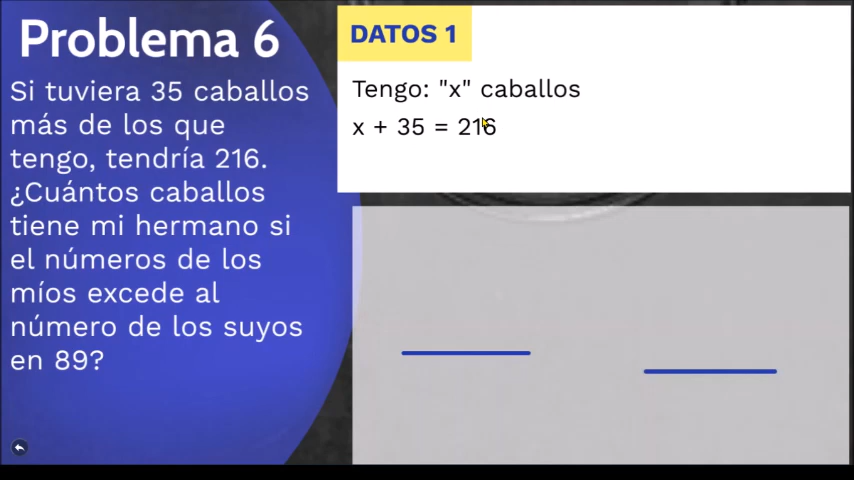 Problema 6
Si tuviera 35 caballos
más de los que
tengo, tendría 216.
¿Cuántos caballos
tiene mi hermano si
el números de los
míos excede al
número de los suyos
en 89?
DATOS 1
Tengo: "x" caballos
x + 35 = 216